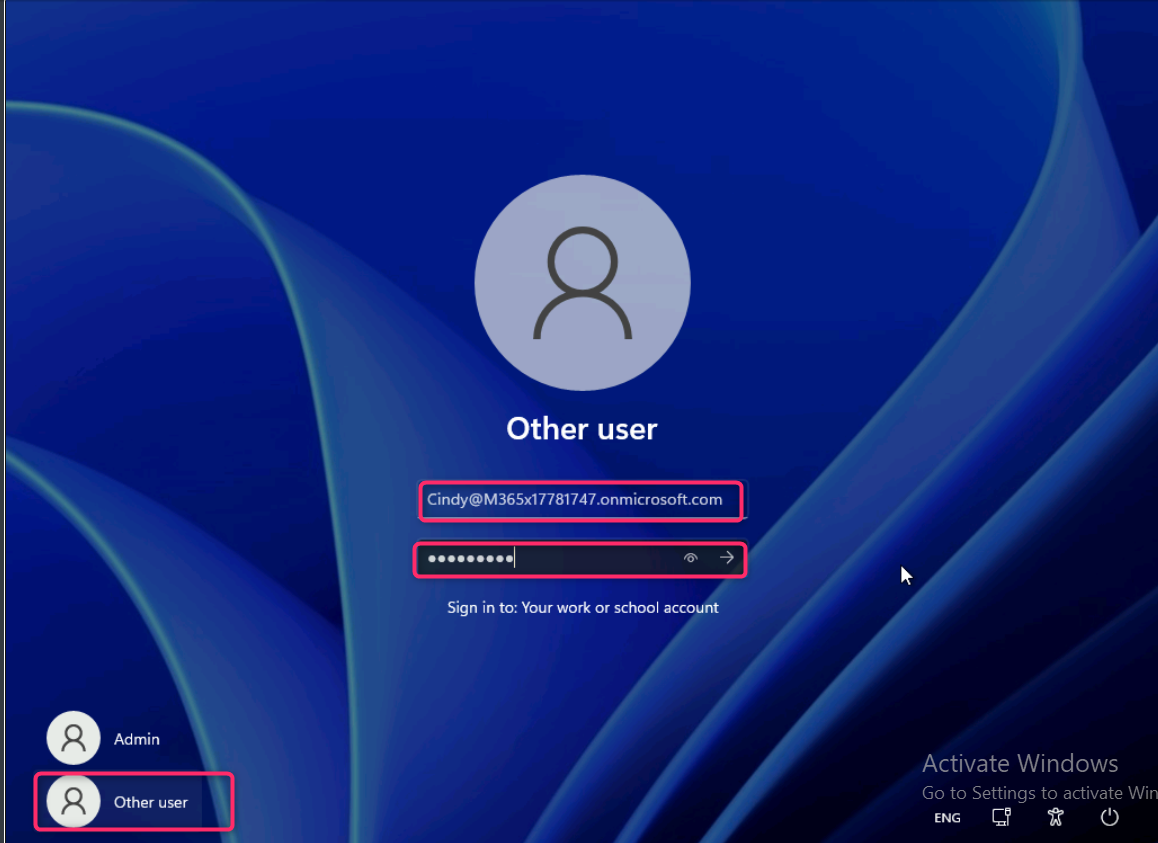 Other user
Cindy@M365x17781747.onmicrosoft.com
Sign in to: Your work or school account
Admin
Other user
Activate Windows
Go to Settings to activate Win
ENG